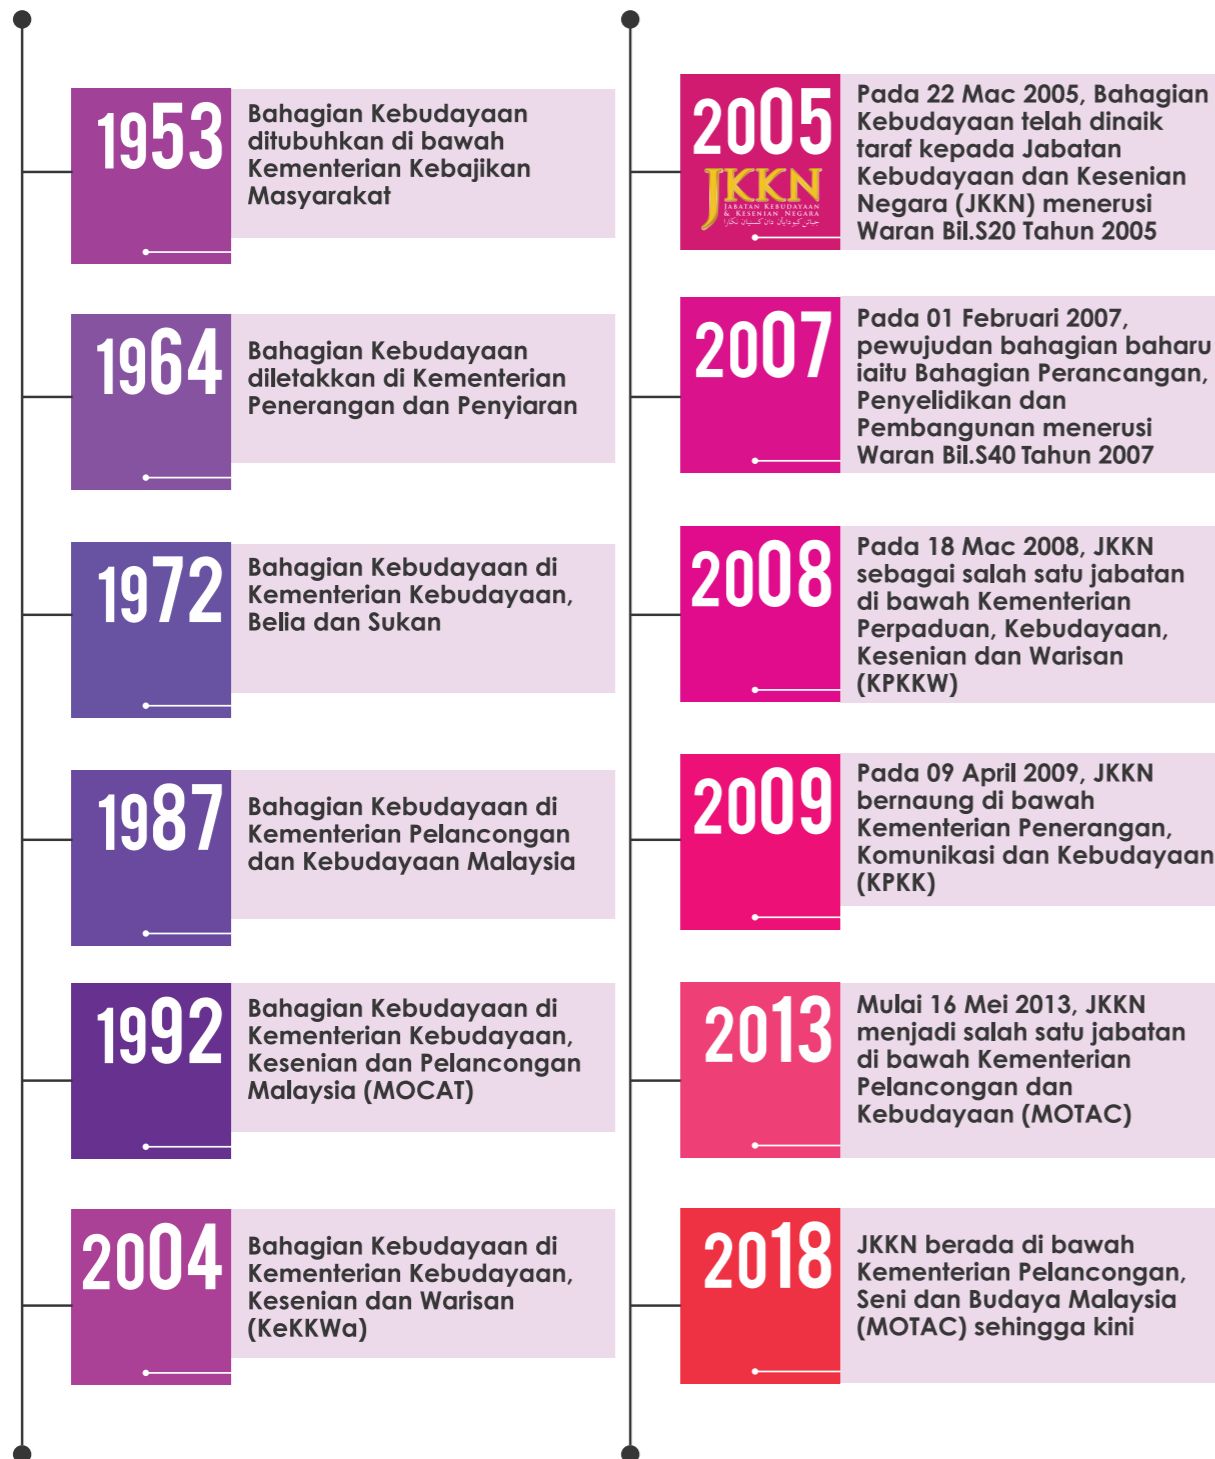 1953
Bahagian Kebudayaan
ditubuhkan di bawah
Kementerian Kebajikan
Masyarakat
1964
Bahagian Kebudayaan
diletakkan di Kementerian
Penerangan dan Penyiaran
1972
Bahagian Kebudayaan di
Kementerian Kebudayaan,
Belia dan Sukan
1987
Bahagian Kebudayaan di
Kementerian Pelancongan
dan Kebudayaan Malaysia
1992
Bahagian Kebudayaan di
Kementerian Kebudayaan,
Kesenian dan Pelancongan
Malaysia (MOCAT)
2004
Bahagian Kebudayaan di
Kementerian Kebudayaan,
Kesenian dan Warisan
(KeKKWa)
2005
JKKN
JABATAN KEBUDAYAAN
& KESENIAN NEGARA
جباتن کبودايأن دان کسنيان نݢارا
Pada 22 Mac 2005, Bahagian
Kebudayaan telah dinaik
taraf kepada Jabatan
Kebudayaan dan Kesenian
Negara (JKKN) menerusi
Waran Bil.S20 Tahun 2005
2007
Pada 01 Februari 2007,
pewujudan bahagian baharu
iaitu Bahagian Perancangan,
Penyelidikan dan
Pembangunan menerusi
Waran Bil.S40 Tahun 2007
2008
Pada 18 Mac 2008, JKKN
sebagai salah satu jabatan
di bawah Kementerian
Perpaduan, Kebudayaan,
Kesenian dan Warisan
(KPKKW)
2009
Pada 09 April 2009, JKKN
bernaung di bawah
Kementerian Penerangan,
Komunikasi dan Kebudayaan
(KPKK)
2013
Mulai 16 Mei 2013, JKKN
menjadi salah satu jabatan
di bawah Kementerian
Pelancongan dan
Kebudayaan (MOTAC)
2018
JKKN berada di bawah
Kementerian Pelancongan,
Seni dan Budaya Malaysia
(MOTAC) sehingga kini